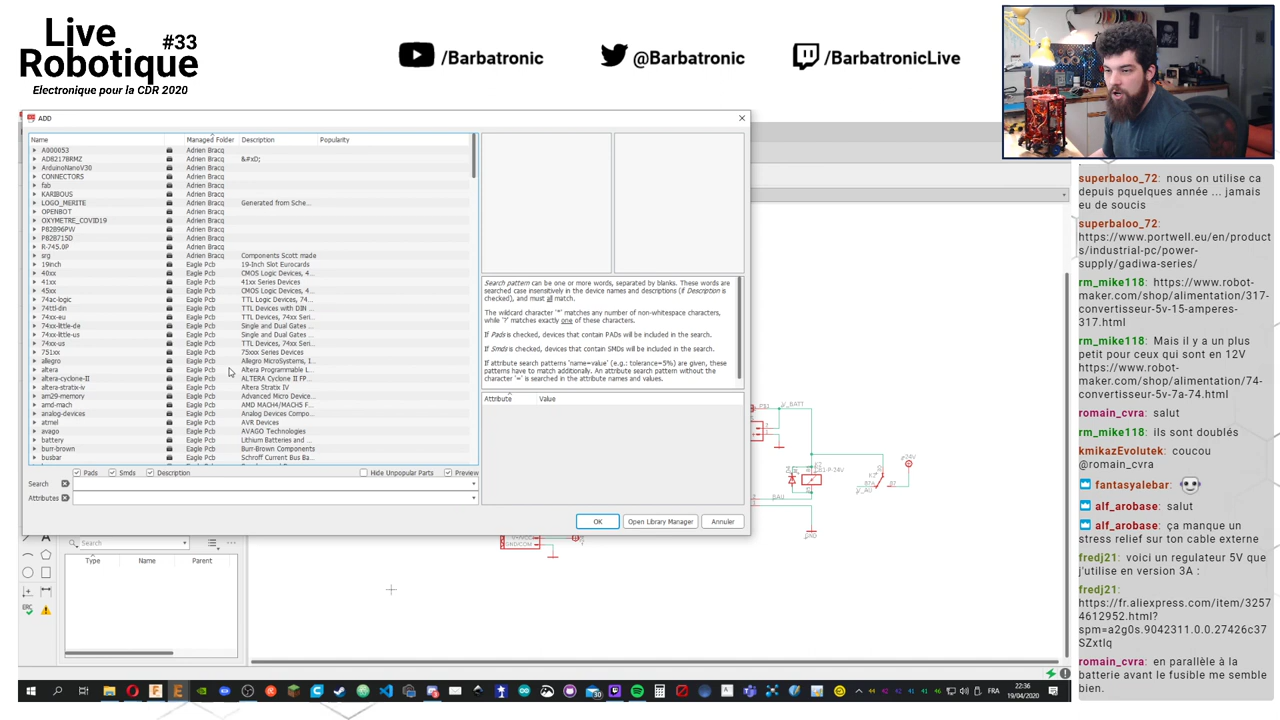 Live
Robotique
#33
Electronique pour la CDR 2020
/Barbatronic
@Barbatronic
/BarbatronicLive
ADD
Name
Managed Folder
Description
Popularity
A000053 Adrien Bracq
AD8217BRMZ Adrien Bracq &#xD;
ArduinoNanoV30 Adrien Bracq
CONNECTORS Adrien Bracq
fab Adrien Bracq
KARIBOUS Adrien Bracq
LOGO_MERITE Adrien Bracq Generated from Sche...
OPENBOT Adrien Bracq
OXYMETRE_COVID19 Adrien Bracq
P82B96PW Adrien Bracq
P82B715D Adrien Bracq
R-745.0P Adrien Bracq
srg Adrien Bracq Components Scott made
19inch Eagle Pcb 19-Inch Slot Eurocards
40xx Eagle Pcb CMOS Logic Devices, 4...
41xx Eagle Pcb 41xx Series Devices
45xx Eagle Pcb CMOS Logic Devices, 4...
74ac-logic Eagle Pcb TTL Logic Devices, 74...
74ttl-din Eagle Pcb TTL Devices with DIN ...
74xx-eu Eagle Pcb TTL Devices, 74xx Seri...
74xx-little-de Eagle Pcb Single and Dual Gates ...
74xx-little-us Eagle Pcb Single and Dual Gates ...
74xx-us Eagle Pcb TTL Devices, 74xx Seri...
751xx Eagle Pcb 75xxx Series Devices
allegro Eagle Pcb Allegro MicroSystems, I...
altera Eagle Pcb Altera Programmable L...
altera-cyclone-II Eagle Pcb ALTERA Cyclone II FP...
altera-stratix-iv Eagle Pcb Altera Stratix IV
am29-memory Eagle Pcb Advanced Micro Device...
amd-mach Eagle Pcb AMD MACH4/MACH5 F...
analog-devices Eagle Pcb Analog Devices Compo...
atmel Eagle Pcb AVR Devices
avago Eagle Pcb AVAGO Technologies
battery Eagle Pcb Lithium Batteries and ...
burr-brown Eagle Pcb Burr-Brown Components
busbar Eagle Pcb Schroff Current Bus Ba...
Pads Smds Description Hide Unpopular Parts Preview
Search
Attributes
Search pattern can be one or more words, separated by blanks. These words are
searched case insensitively in the device names and descriptions (if Description is
checked), and must all match.
The wildcard character '*' matches any number of non-whitespace characters,
while '?' matches exactly one of these characters.
If Pads is checked, devices that contain PADs will be included in the search.
If Smds is checked, devices that contain SMDs will be included in the search.
If attribute search patterns 'name=value' (e.g.: tolerance=5%) are given, these
patterns have to match additionally. An attribute search pattern without the
character '=' is searched in the attribute names and values.
Attribute Value
OK
Open Library Manager
Annuler
V_BATT
BAU
GND
Search
Type Name Parent
ERC
superbaloo_72: nous on utilise ca
depuis pquelques année ... jamais
eu de soucis
superbaloo_72:
https://www.portwell.eu/en/product
s/industrial-pc/power-
supply/gadiwa-series/
rm_mike118: https://www.robot-
maker.com/shop/alimentation/317-
convertisseur-5v-15-amperes-
317.html
rm_mike118: Mais il y a un plus
petit pour ceux qui sont en 12V
https://www.robot-
maker.com/shop/alimentation/74-
convertisseur-5v-7a-74.html
romain_cvra: salut
rm_mike118: ils sont doublés
kmikazEvolutek: coucou
@romain_cvra
fantasyalebar:
alf_arobase: salut
alf_arobase: ça manque un
stress relief sur ton cable externe
fredj21: voici un regulateur 5V que
j'utilise en version 3A :
fredj21:
https://fr.aliexpress.com/item/3257
4612952.html?
spm=a2g0s.9042311.0.0.27426c37
SZxtlq
romain_cvra: en parallèle à la
batterie avant le fusible me semble
bien.
FRA
22:36
19/04/2020